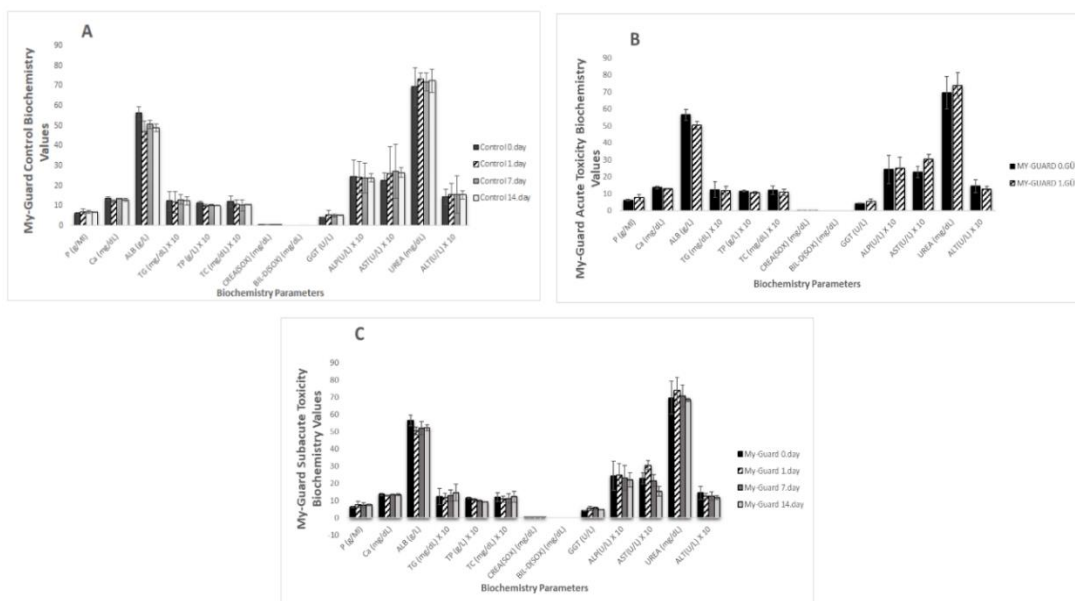 A
My-Guard Control Biochemistry
Values
90
80
70
60
50
40
30
20
10
0
Control 0.day
Control 1.day
Control 7.day
Control 14.day
P (g/Ml)
Ca (mg/dL)
ALB (g/L)
TG (mg/dL) X 10
TP (g/L) X 10
TC (mg/dL) X 10
CREA(SOX) (mg/dL)
BIL-D(SOX) (mg/dL)
GGT (U/L)
ALP(U/L) X 10
AST(U/L) X 10
UREA (mg/dL)
ALT(U/L) X 10
Biochemistry Parameters
B
My-Guard Acute Toxicity Biochemistry
Values
90
80
70
60
50
40
30
20
10
0
MY-GUARD 0.GÜ
MY-GUARD 1.GÜ
P (g/Ml)
Ca (mg/dL)
ALB (g/L)
TG (mg/dL) X 10
TP (g/L) X 10
TC (mg/dL) X 10
CREA(SOX) (mg/dL)
BIL-D(SOX) (mg/dL)
GGT (U/L)
ALP(U/L) X 10
AST(U/L) X 10
UREA (mg/dL)
ALT(U/L) X 10
Biochemistry Parameters
C
My-Guard Subacute Toxicity
Biochemistry Values
90
80
70
60
50
40
30
20
10
0
-10
My-Guard 0.day
My-Guard 1.day
My-Guard 7.day
My-Guard 14.day
P (g/Ml)
Ca (mg/dL)
ALB (g/L)
TG (mg/dL) X 10
TP (g/L) X 10
TC (mg/dL) X 10
CREA(SOX) (mg/dL)
BIL-D(SOX) (mg/dL)
GGT (U/L)
ALP(U/L) X 10
AST(U/L) X 10
UREA (mg/dL)
ALT(U/L) X 10
Biochemistry Parameters